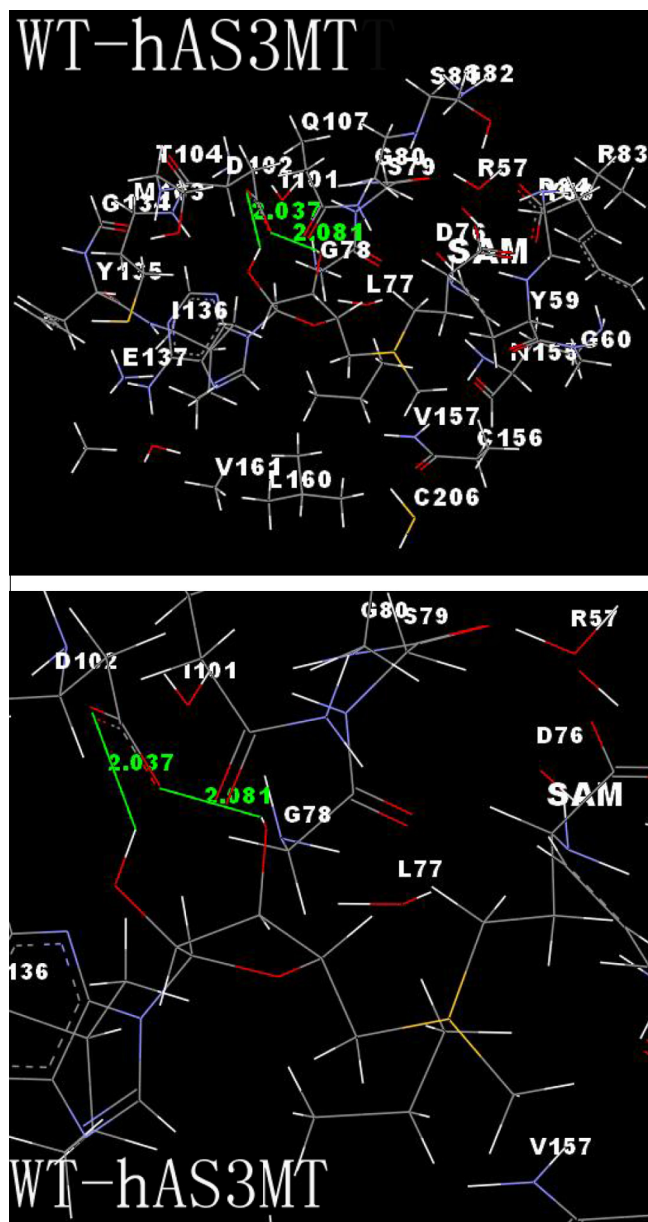 WT-hAS3MT
G82
Q107
T104
D102
G80
S79
R57
R83
I101
G134
2.037
2.081
D76
SAM
G78
Y135
L77
I136
Y59
G60
E137
N155
V157
C156
V161
L160
C206
G80
S79
R57
D102
I101
2.037
D76
2.081
SAM
G78
L77
136
V157
WT-hAS3MT